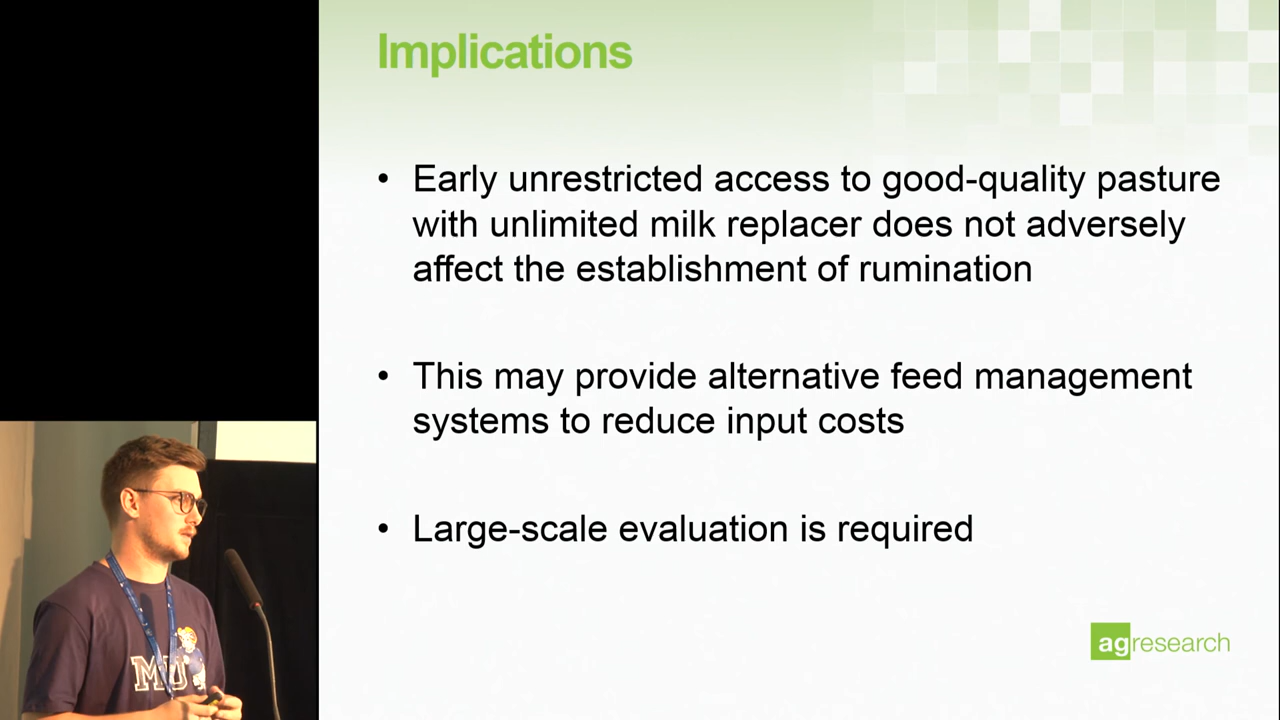 Implications
• Early unrestricted access to good-quality pasture
with unlimited milk replacer does not adversely
affect the establishment of rumination
• This may provide alternative feed management
systems to reduce input costs
• Large-scale evaluation is required
agresearch
MU